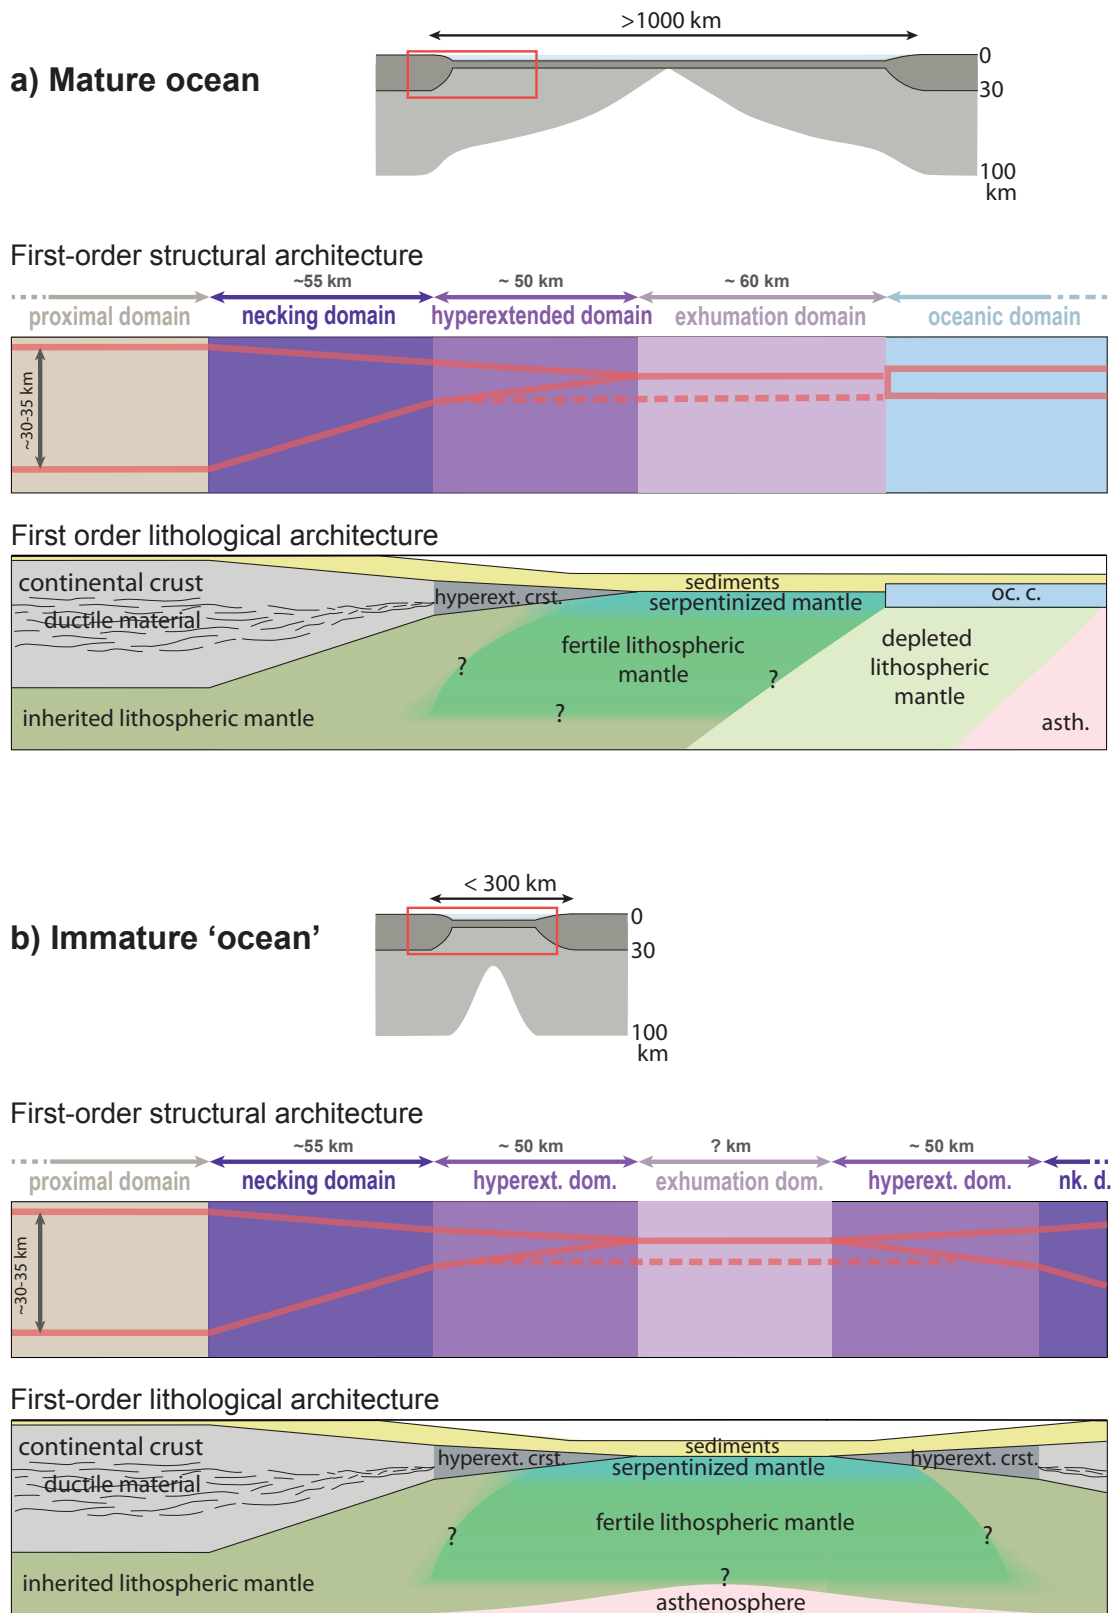 >1000 km
a) Mature ocean
0
30
100
km
First-order structural architecture
~55 km
~ 50 km
~ 60 km
proximal domain
necking domain
hyperextended domain
exhumation domain
oceanic domain
~30-35 km
First order lithological architecture
continental crust
ductile material
hyperext. crst.
sediments
serpentinized mantle
oc. c.
fertile lithospheric
mantle
depleted
lithospheric
mantle
?
?
?
inherited lithospheric mantle
asth.
< 300 km
b) Immature ‘ocean’
0
30
100
km
First-order structural architecture
~55 km
~ 50 km
? km
~ 50 km
proximal domain
necking domain
hyperext. dom.
exhumation dom.
hyperext. dom.
nk. d.
~30-35 km
First-order lithological architecture
continental crust
ductile material
hyperext. crst.
sediments
serpentinized mantle
hyperext. crst.
fertile lithospheric mantle
?
?
?
inherited lithospheric mantle
asthenosphere